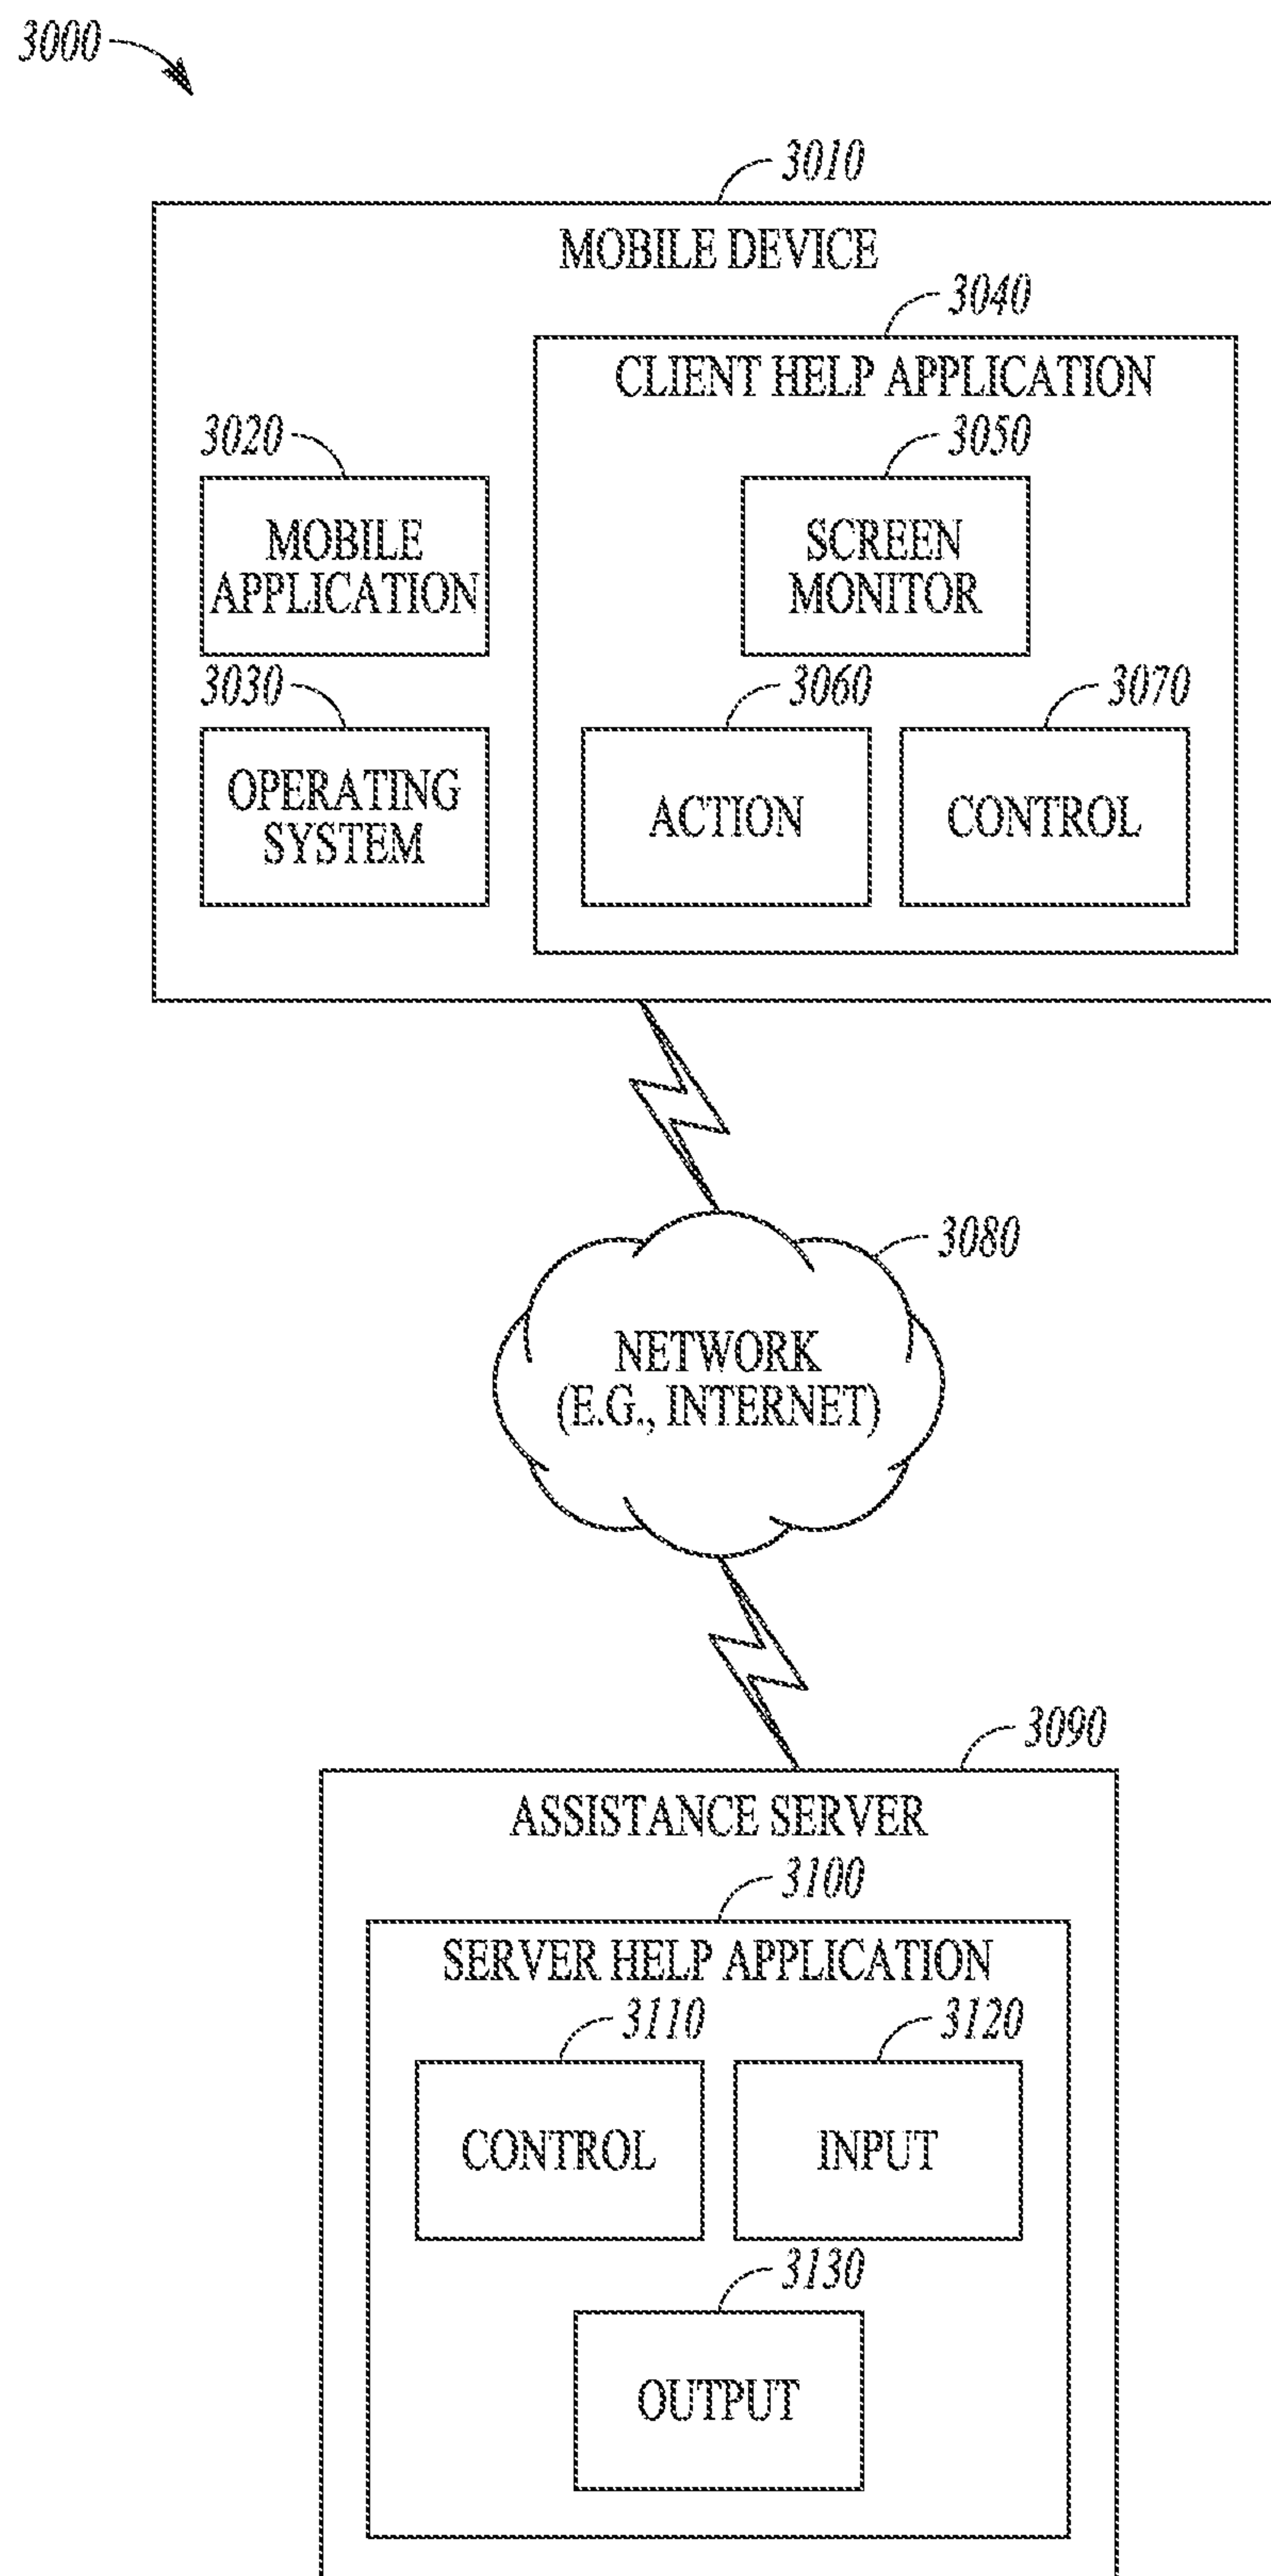 3000
3010
MOBILE DEVICE
3040
CLIENT HELP APPLICATION
3020
3050
MOBILE
APPLICATION
SCREEN
MONITOR
3030
3060
3070
OPERATING
SYSTEM
ACTION
CONTROL
3080
NETWORK
(E.G., INTERNET)
3090
ASSISTANCE SERVER
3100
SERVER HELP APPLICATION
3110
3120
CONTROL
INPUT
3130
OUTPUT